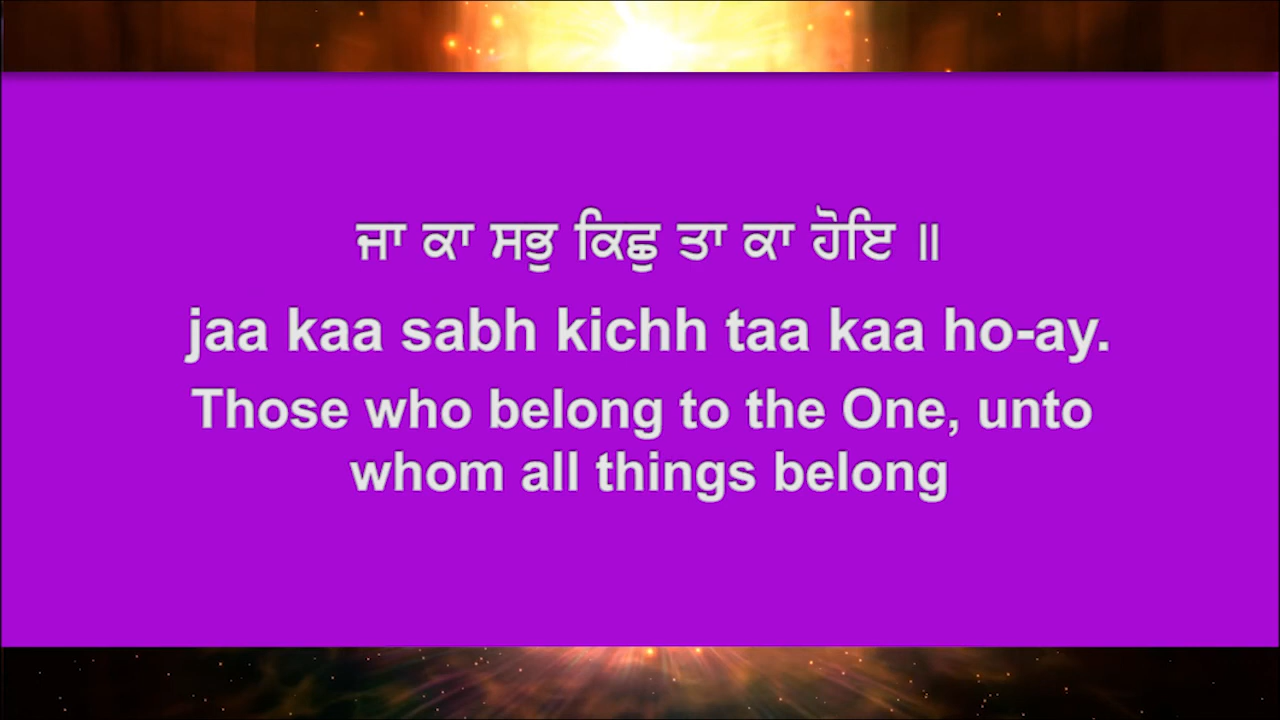 ਜਾ ਕਾ ਸਭੁ ਕਿਛੁ ਤਾ ਕਾ ਹੋਇ ॥
jaa kaa sabh kichh taa kaa ho-ay.
Those who belong to the One, unto
whom all things belong